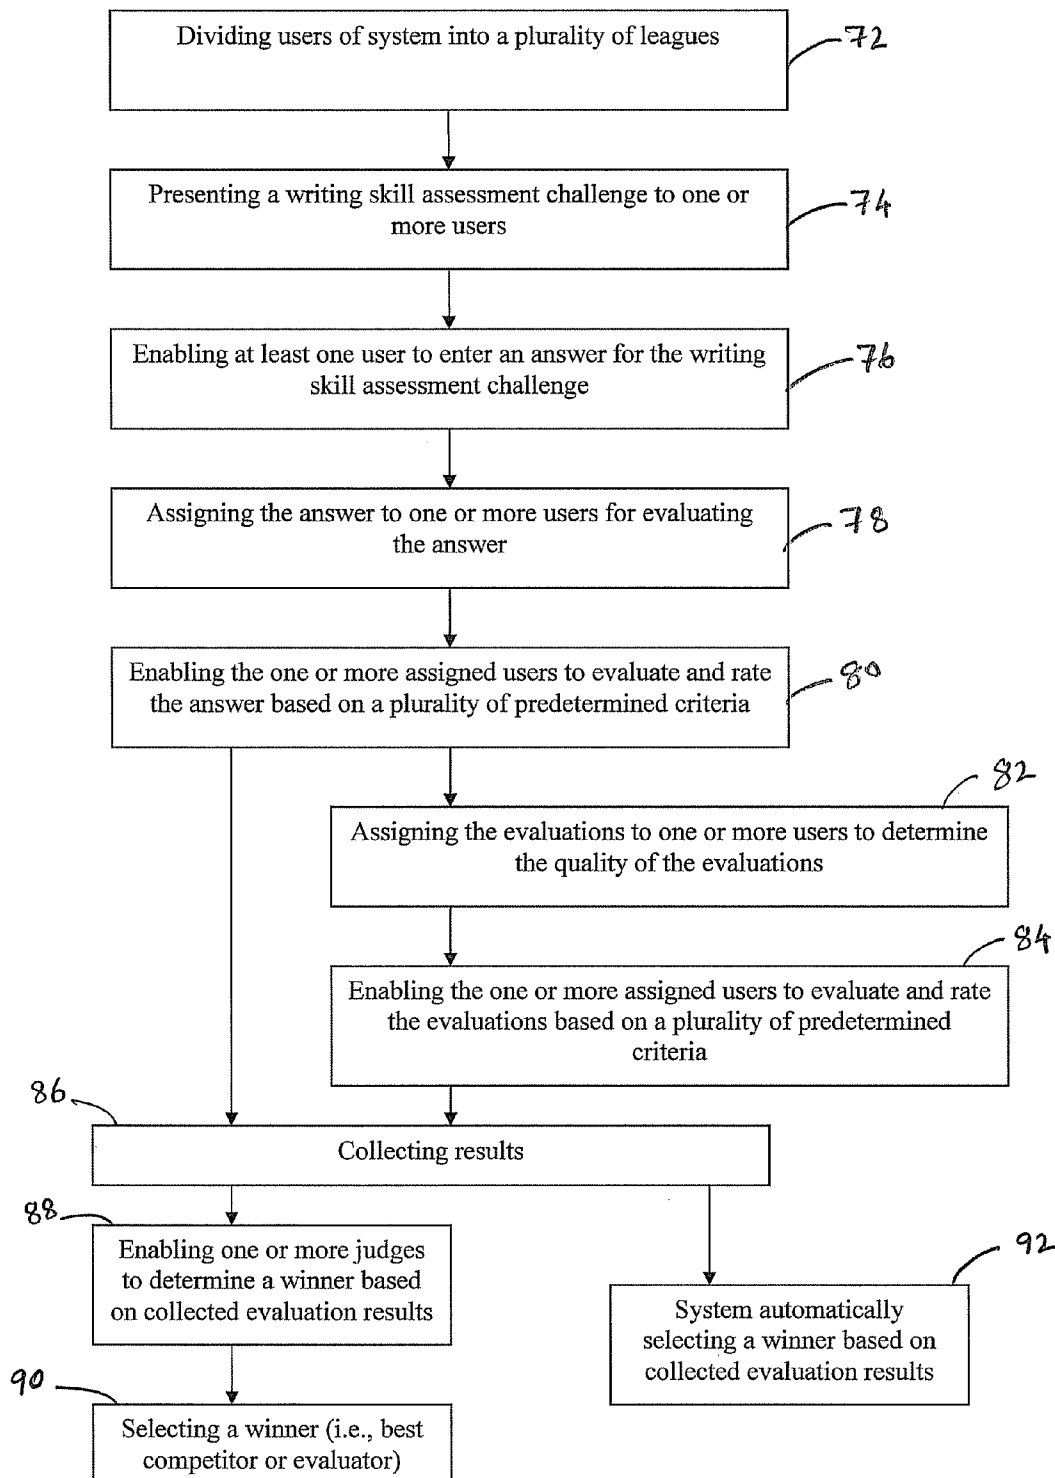 Dividing users of system into a plurality of leagues
72
Presenting a writing skill assessment challenge to one or
more users
74
Enabling at least one user to enter an answer for the writing
skill assessment challenge
76
Assigning the answer to one or more users for evaluating
the answer
78
Enabling the one or more assigned users to evaluate and rate
the answer based on a plurality of predetermined criteria
80
82
Assigning the evaluations to one or more users to determine
the quality of the evaluations
84
Enabling the one or more assigned users to evaluate and rate
the evaluations based on a plurality of predetermined
criteria
86
Collecting results
88
Enabling one or more judges
to determine a winner based
on collected evaluation results
92
System automatically
selecting a winner based on
collected evaluation results
90
Selecting a winner (i.e., best
competitor or evaluator)